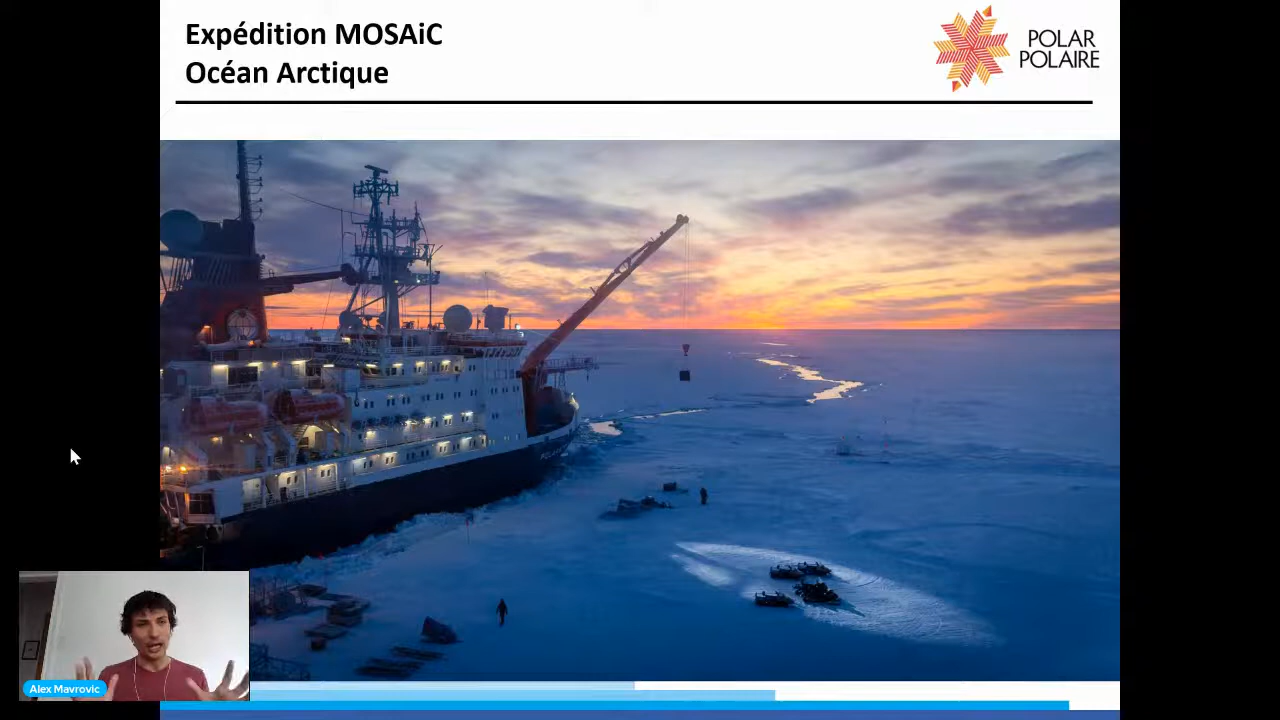 Expédition MOSAiC
Océan Arctique
POLAR
POLAIRE
Alex Mavrovic